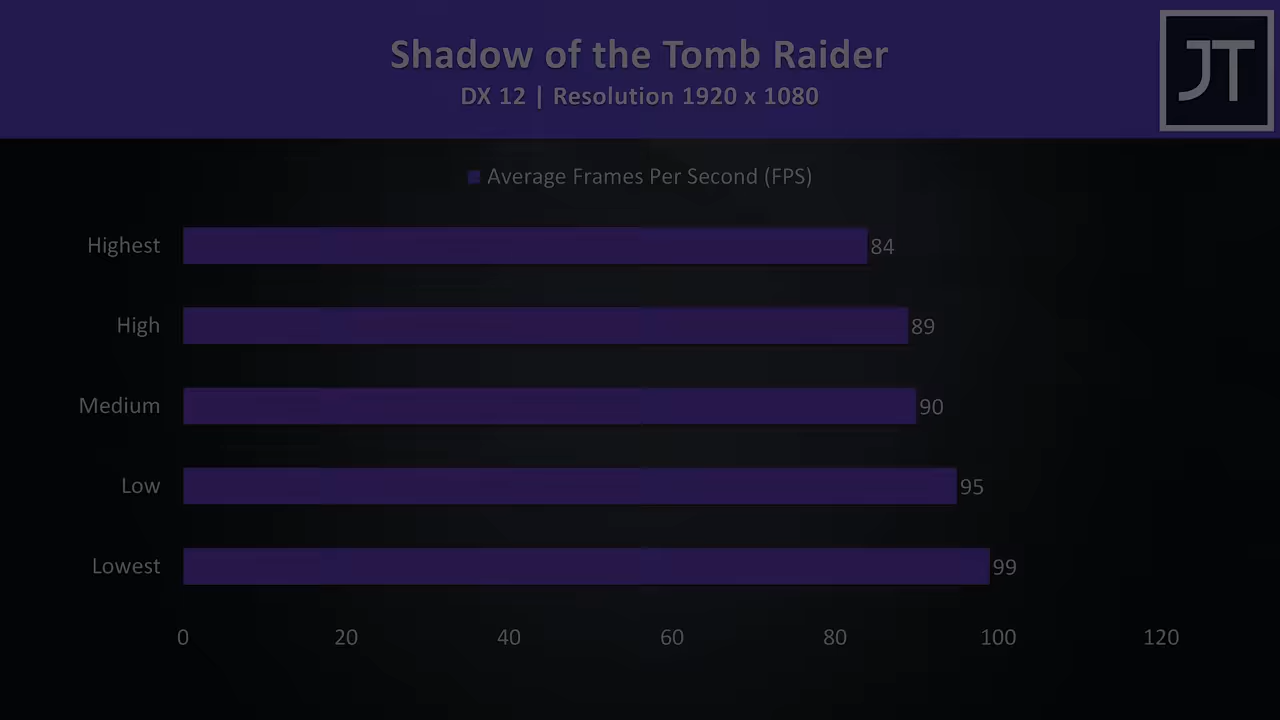 Shadow of the Tomb Raider
DX 12 | Resolution 1920 x 1080
JT
Average Frames Per Second (FPS)
Highest 84
High 89
Medium 90
Low 95
Lowest 99
0 20 40 60 80 100 120